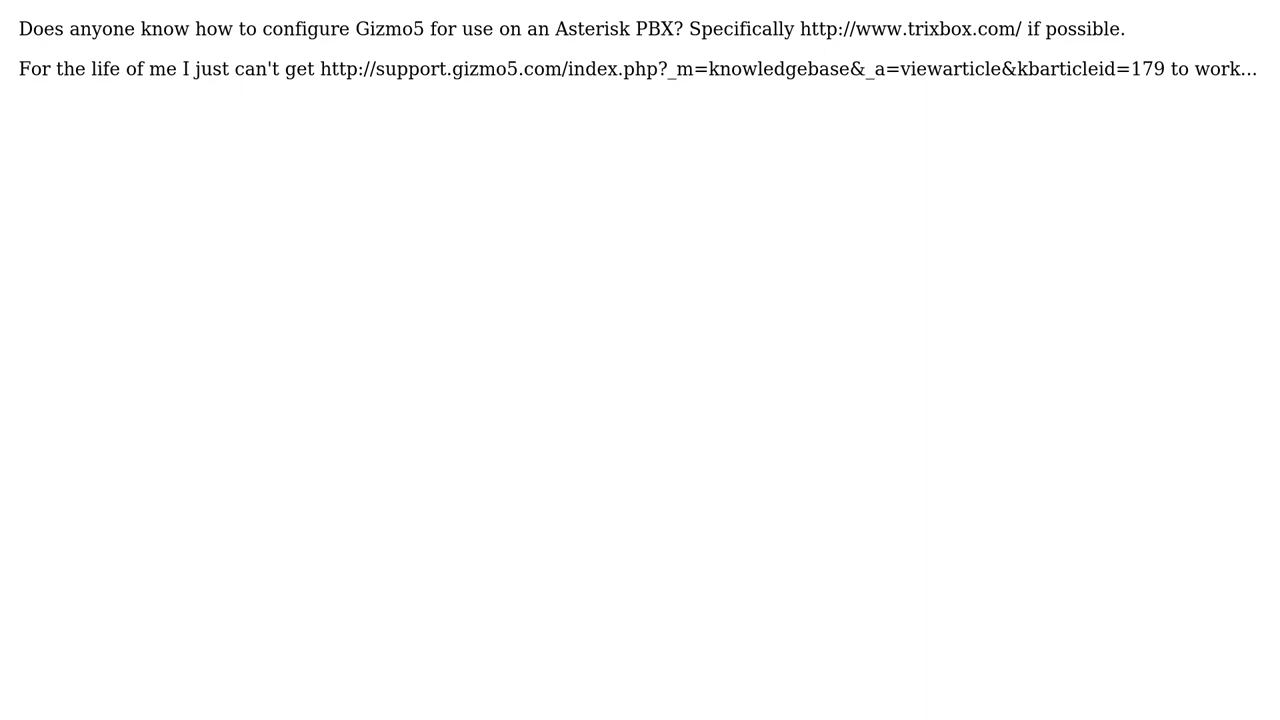 Does anyone know how to configure Gizmo5 for use on an Asterisk PBX? Specifically http://www.trixbox.com/ if possible.
For the life of me I just can't get http://support.gizmo5.com/index.php?_m=knowledgebase&_a=viewarticle&kbarticleid=179 to work...